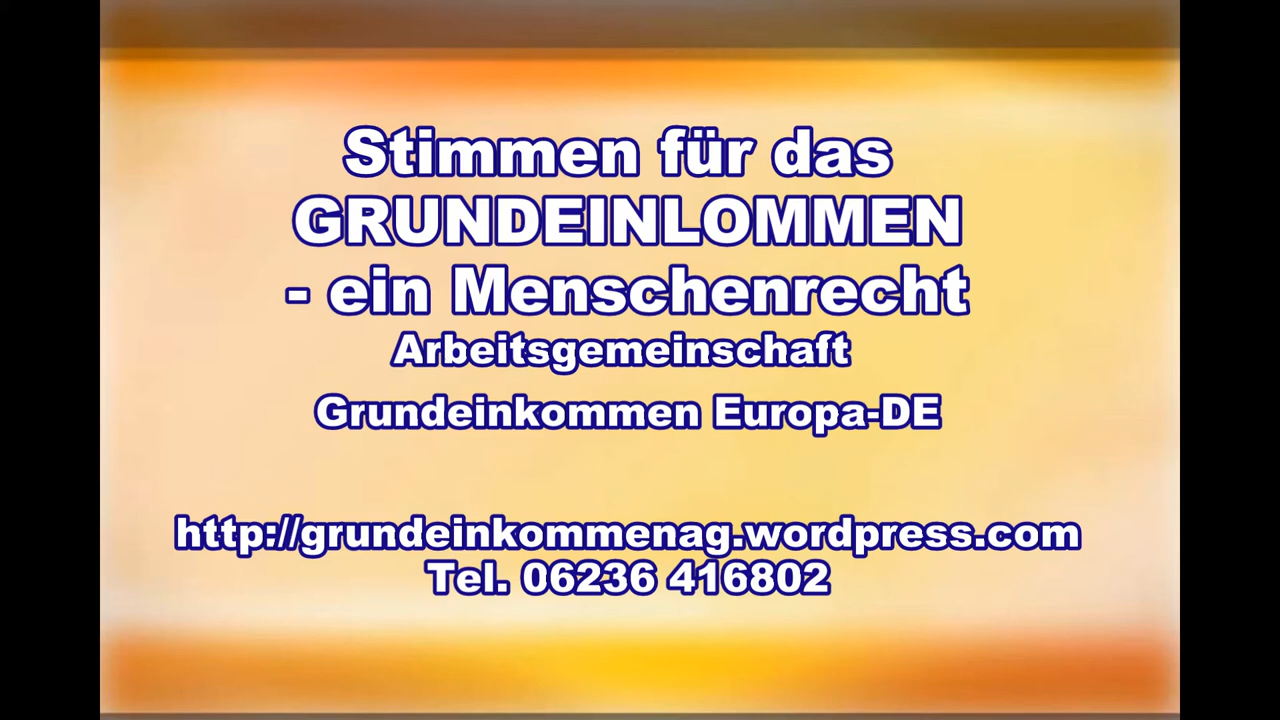 Stimmen für das
GRUNDEINLOMMEN
- ein Menschenrecht
Arbeitsgemeinschaft
Grundeinkommen Europa-DE
http://grundeinkommenag.wordpress.com
Tel. 06236 416802